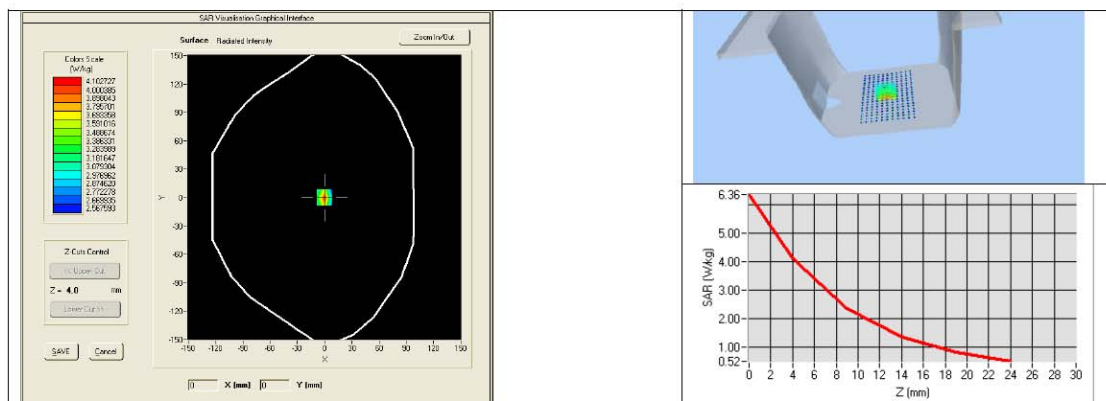 SAR Visualisation Graphical Interface
Surface Radiated Intensity
Zoom In/Out
Colors Scale
(W/kg)
4.102727
4.000385
3.898043
3.795701
3.693358
3.591016
3.488674
3.386331
3.283989
3.181647
3.079304
2.976962
2.874620
2.772278
2.669935
2.567593
Z-Cuts Control
<< Upper Cut
Z = 4.0 mm
Lower Cut >>
SAVE Cancel
150-
120-
90-
60-
30-
Y 0-
-30-
-60-
-90-
-120-
-150-
-150 -120 -90 -60 -30 0 30 60 90 120 150
X
0 X (mm) 0 Y (mm)
6.36
5.00
4.00
3.00
2.00
1.00
0.52
SAR (W/kg)
0 2 4 6 8 10 12 14 16 18 20 22 24 26 28 30
Z (mm)